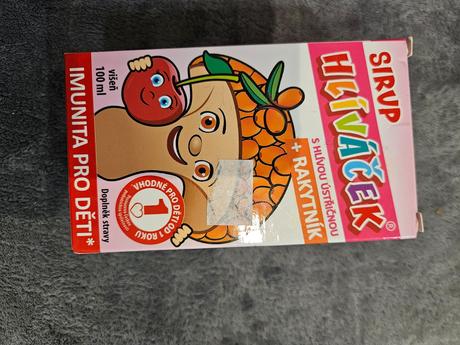 SIRUP
HLÍVÁČEK®
S HLÍVOU ÚSTŘIČNOU
+ RAKYTNÍK
višeň
100 ml
VHODNÉ PRO DĚTI OD 1 ROKU
1
Doplněk stravy
IMUNITA PRO DĚTI*